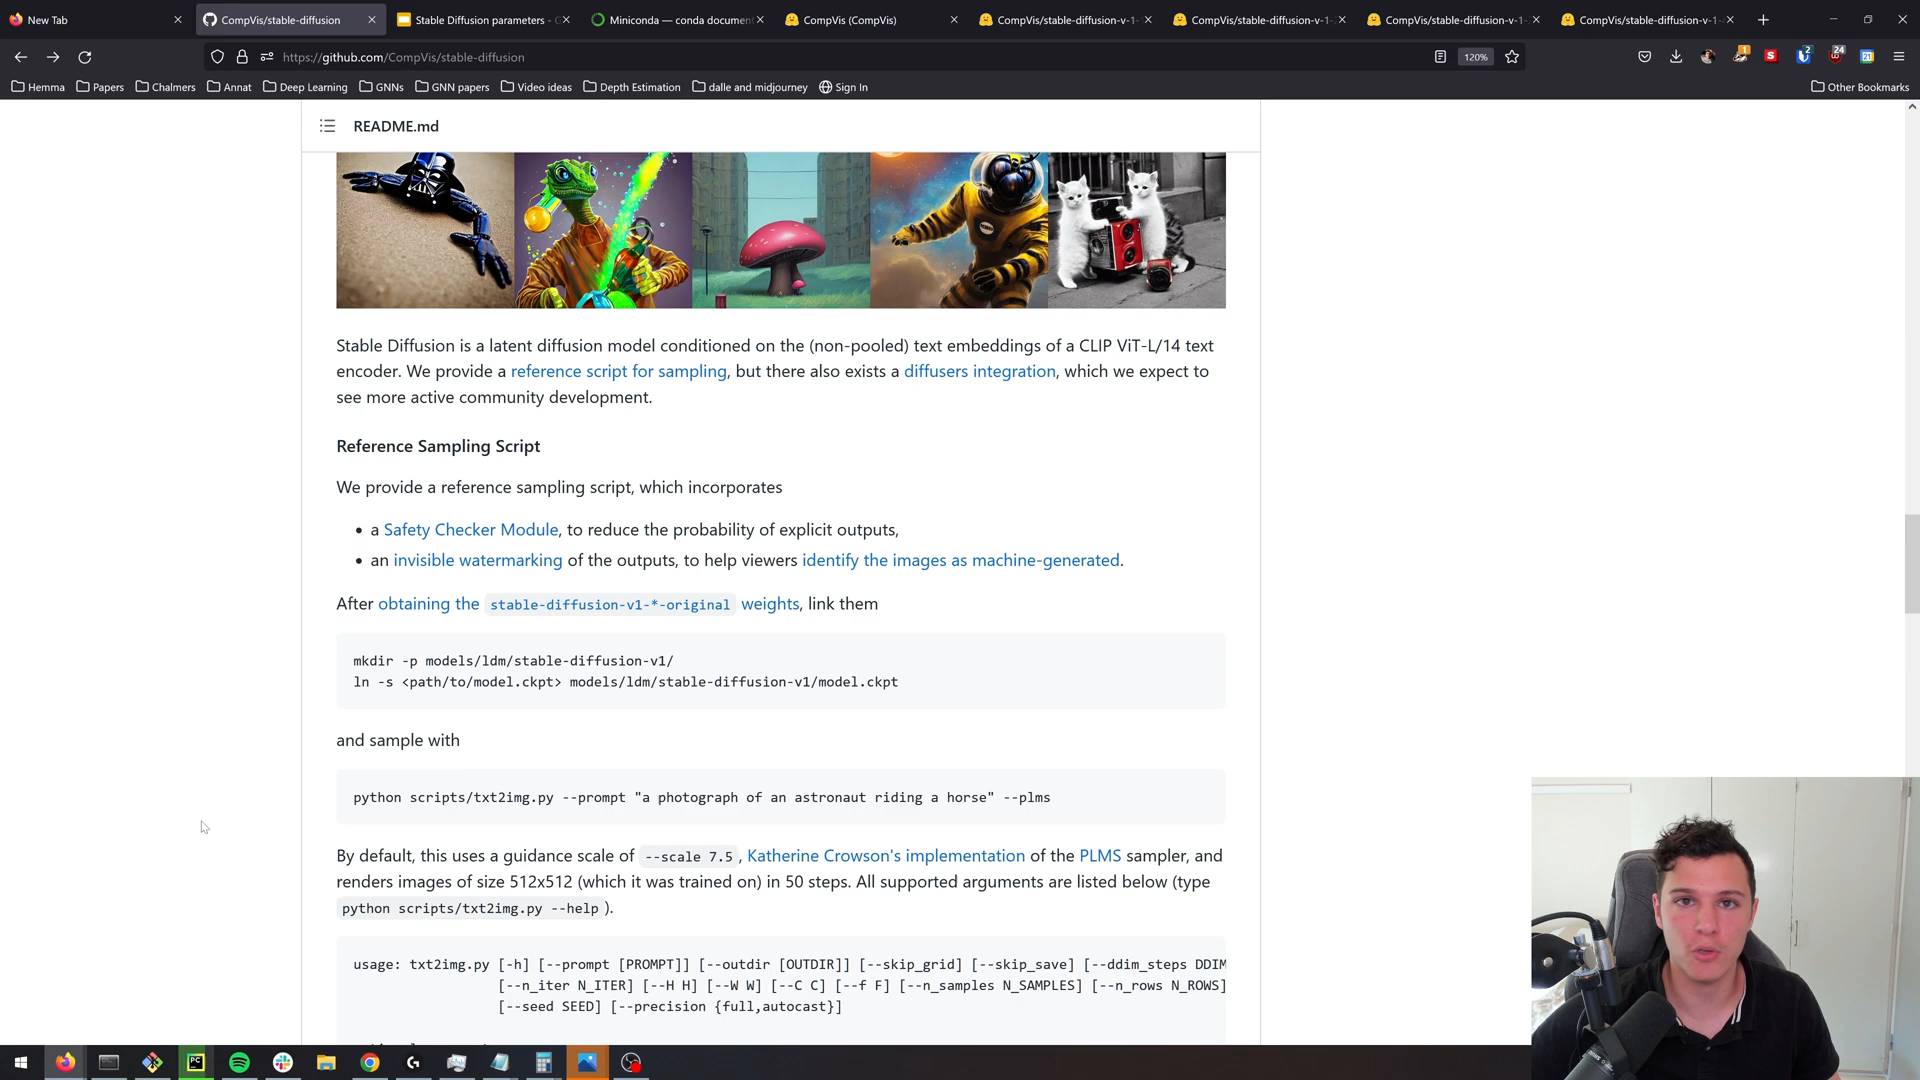 New Tab
CompVis/stable-diffusion
Stable Diffusion parameters -
Miniconda — conda document
CompVis (CompVis)
CompVis/stable-diffusion-v-1-
CompVis/stable-diffusion-v-1-
CompVis/stable-diffusion-v-1-
CompVis/stable-diffusion-v-1-
https://github.com/CompVis/stable-diffusion
120%
1
S
2
24
21
Hemma
Papers
Chalmers
Annat
Deep Learning
GNNs
GNN papers
Video ideas
Depth Estimation
dalle and midjourney
Sign In
Other Bookmarks
README.md
Stable Diffusion is a latent diffusion model conditioned on the (non-pooled) text embeddings of a CLIP ViT-L/14 text
encoder. We provide a reference script for sampling, but there also exists a diffusers integration, which we expect to
see more active community development.
Reference Sampling Script
We provide a reference sampling script, which incorporates
• a Safety Checker Module, to reduce the probability of explicit outputs,
• an invisible watermarking of the outputs, to help viewers identify the images as machine-generated.
After obtaining the stable-diffusion-v1-*-original weights, link them
mkdir -p models/ldm/stable-diffusion-v1/
ln -s <path/to/model.ckpt> models/ldm/stable-diffusion-v1/model.ckpt
and sample with
python scripts/txt2img.py --prompt "a photograph of an astronaut riding a horse" --plms
By default, this uses a guidance scale of --scale 7.5, Katherine Crowson's implementation of the PLMS sampler, and
renders images of size 512x512 (which it was trained on) in 50 steps. All supported arguments are listed below (type
python scripts/txt2img.py --help ).
usage: txt2img.py [-h] [--prompt [PROMPT]] [--outdir [OUTDIR]] [--skip_grid] [--skip_save] [--ddim_steps DDIM
[--n_iter N_ITER] [--H H] [--W W] [--C C] [--f F] [--n_samples N_SAMPLES] [--n_rows N_ROWS]
[--seed SEED] [--precision {full,autocast}]
PC